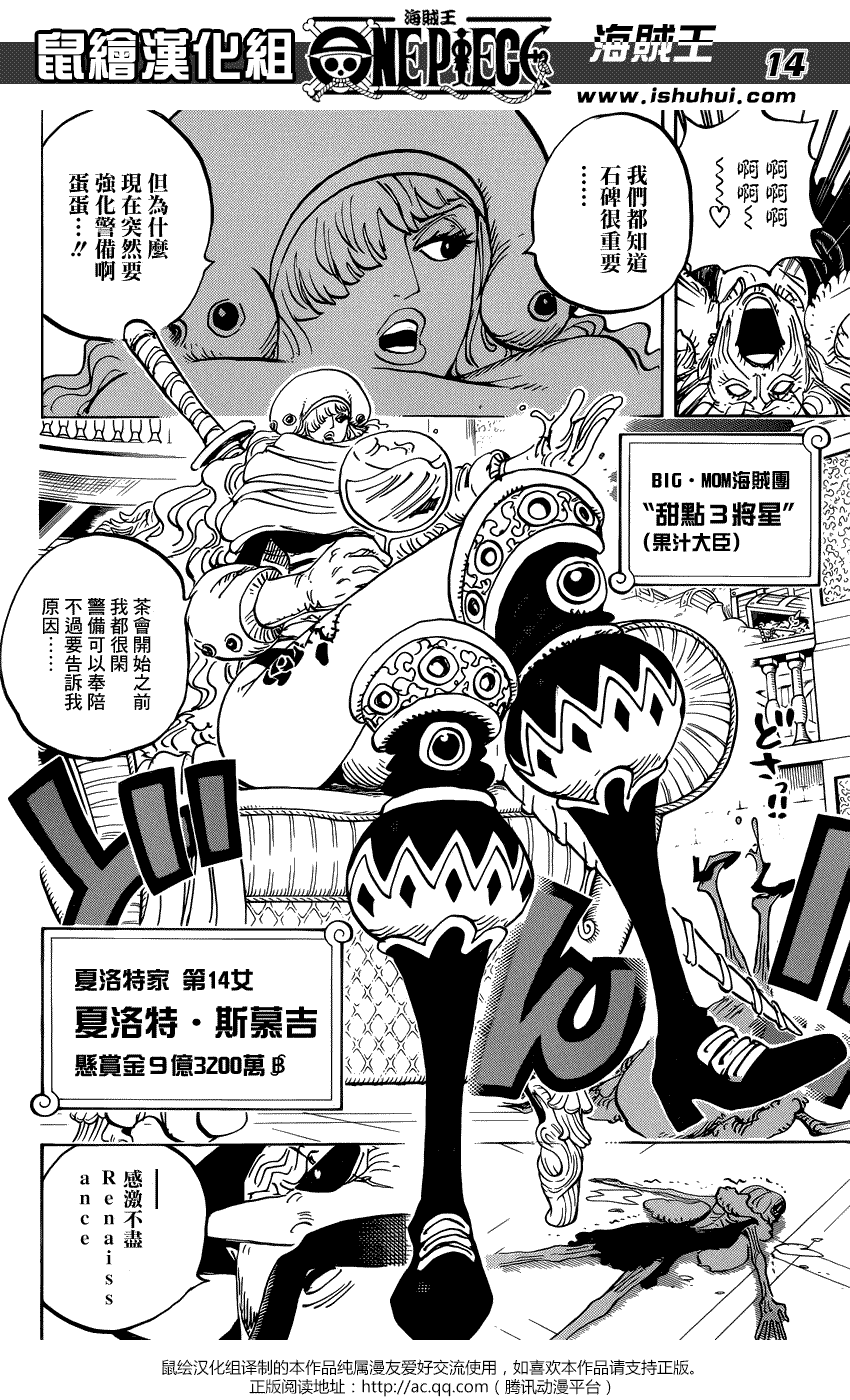 鼠繪漢化組
海賊王
ONE PIECE
海賊王
14
www.ishuhui.com
啊啊
啊啊啊
～～～♡
我們都知道
石碑很重要
……
但為什麼
現在突然要
強化警備啊
蛋蛋…!!
BIG・MOM海賊團
“甜點3將星”
(果汁大臣)
茶會開始之前
我都很閑
警備可以奉陪
不過要告訴我
原因……
どさっ!!
ドドん!!
夏洛特家 第14女
夏洛特・斯慕吉
懸賞金9億3200萬฿
——
感激不盡
Renaiss
ance
鼠绘汉化组译制的本作品纯属漫友爱好交流使用，如喜欢本作品请支持正版。
正版阅读地址：http://ac.qq.com（腾讯动漫平台）